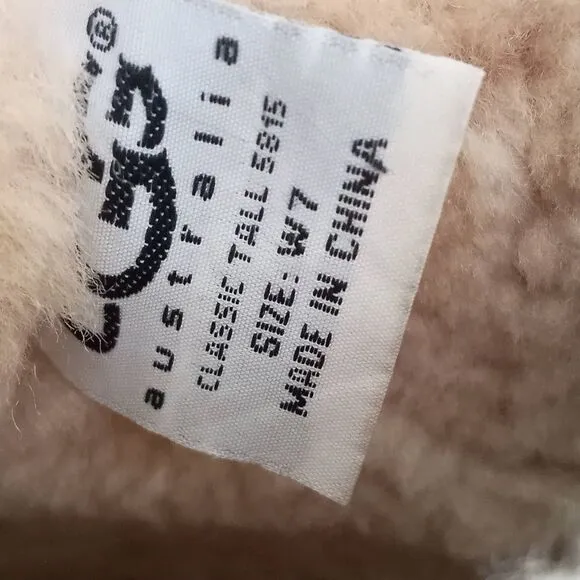 UGG®
australia
CLASSIC TALL 5815
SIZE: W7
MADE IN CHINA